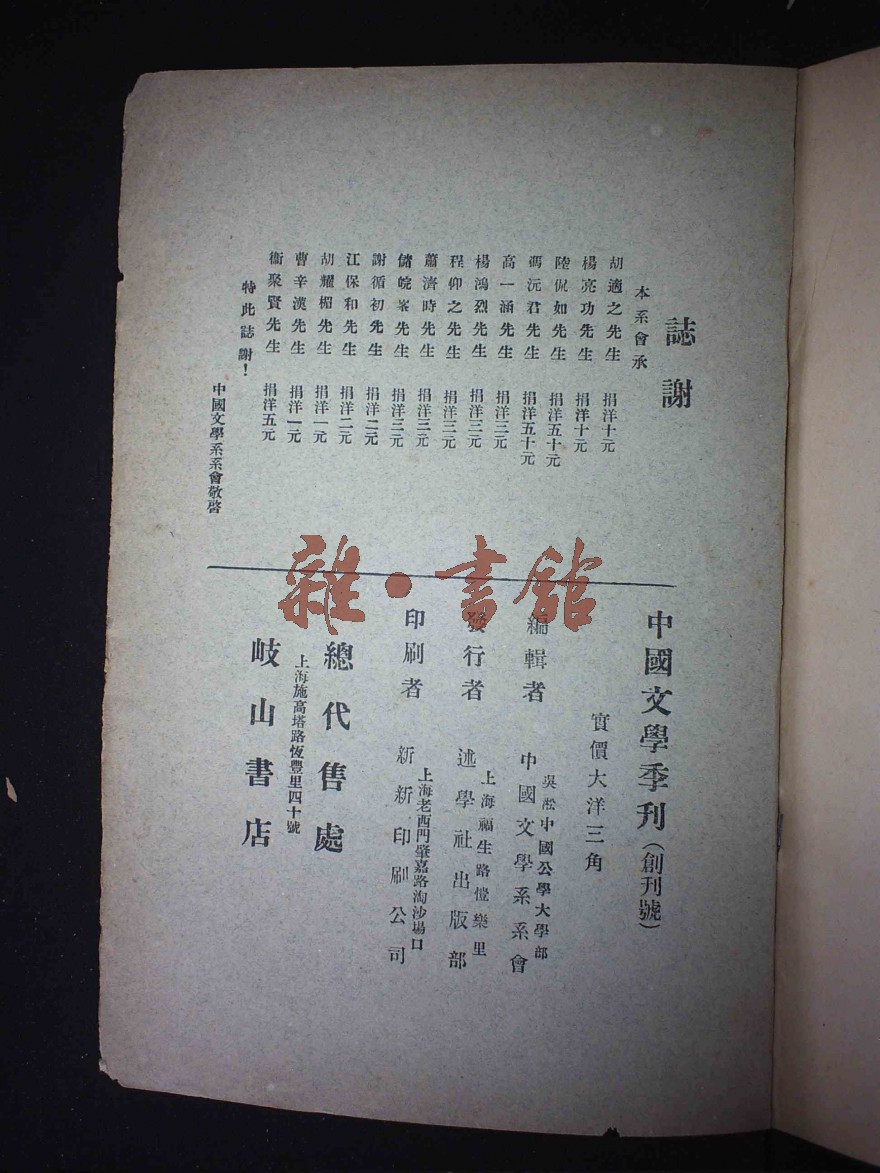 誌謝
本系會承
胡適之先生 捐洋十元
楊亮功先生 捐洋十元
陸侃如先生 捐洋五十元
馮沅君先生 捐洋五十元
高一涵先生 捐洋三元
楊鴻烈先生 捐洋三元
程仰之先生 捐洋三元
蕭濟時先生 捐洋三元
儲皖峯先生 捐洋三元
謝循初先生 捐洋二元
江保和先生 捐洋二元
胡耀楣先生 捐洋一元
曹辛漢先生 捐洋一元
衞聚賢先生 捐洋五元
特此誌謝！
中國文學系系會敬啓
中國文學季刊（創刊號）
實價大洋三角
編輯者 吳淞中國公學大學部
中國文學系系會
發行者 上海福生路愷樂里
述學社出版部
印刷者 上海老西門肇嘉路淘沙塲口
新新印刷公司
總代售處
上海施高塔路恆豐里四十號
岐山書店
雜·書館